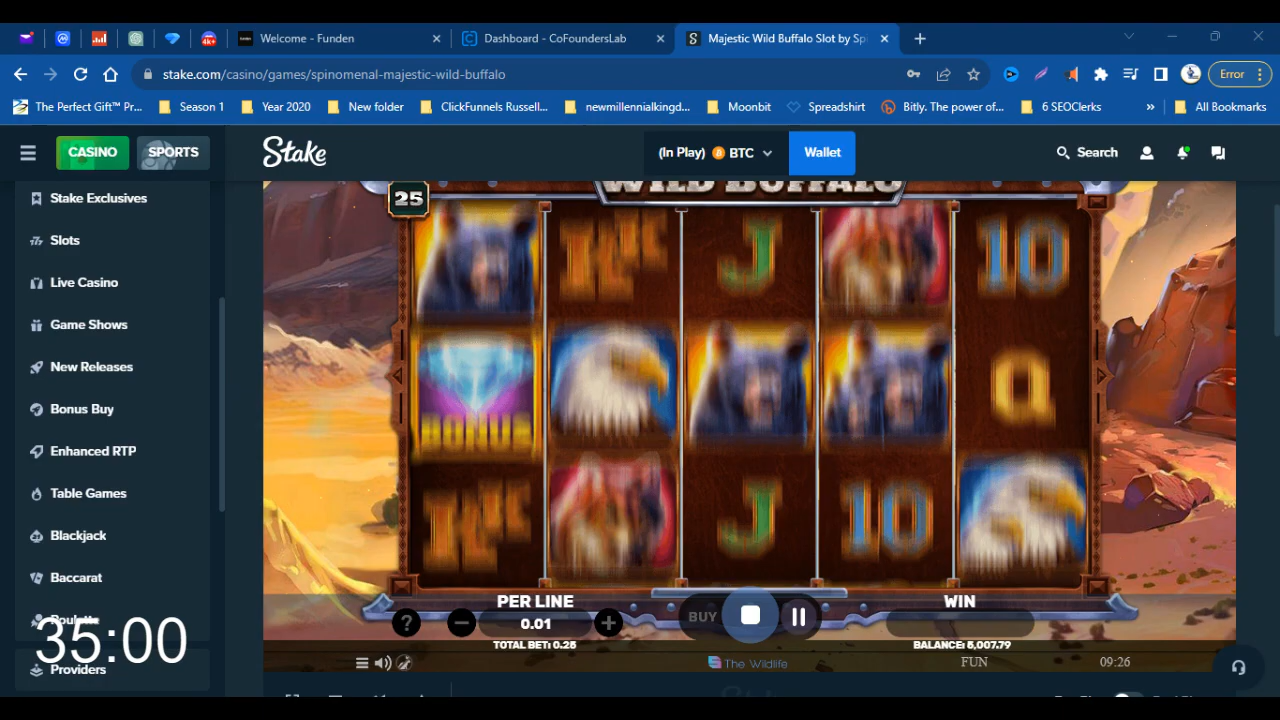 Welcome - Funden
Dashboard - CoFoundersLab
Majestic Wild Buffalo Slot by Sp
stake.com/casino/games/spinomenal-majestic-wild-buffalo
Error
The Perfect Gift™ Pr...
Season 1
Year 2020
New folder
ClickFunnels Russell...
newmillennialkingd...
Moonbit
Spreadshirt
Bitly. The power of...
6 SEOClerks
»
All Bookmarks
CASINO
SPORTS
Stake
(In Play) BTC
Wallet
Search
Stake Exclusives
Slots
Live Casino
Game Shows
New Releases
Bonus Buy
Enhanced RTP
Table Games
Blackjack
Baccarat
Roulette
Providers
35:00
WILD BUFFALO
25
K
J
10
BONUS
Q
K
J
10
PER LINE
0.01
TOTAL BET: 0.25
BUY
WIN
BALANCE: 5,007.79
The Wildlife
FUN
09:26